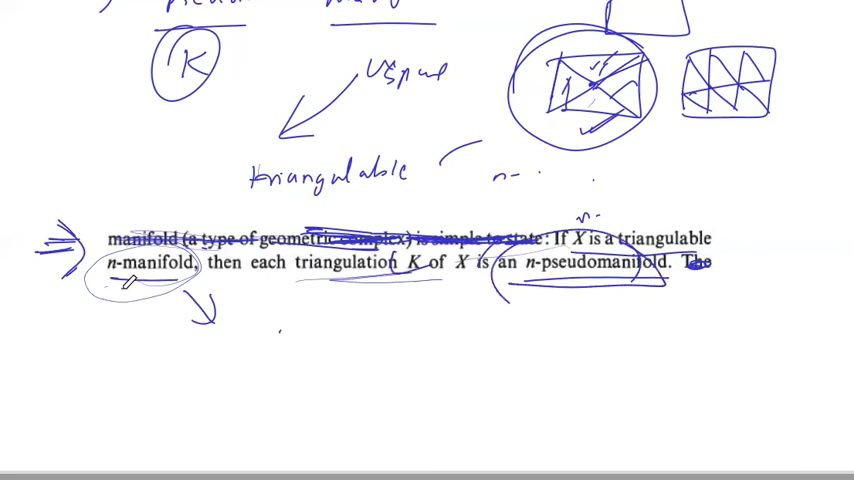 K
triangulable n-
n-
manifold (a type of geometric complex) is simple to state: If X is a triangulable
n-manifold, then each triangulation K of X is an n-pseudomanifold. The